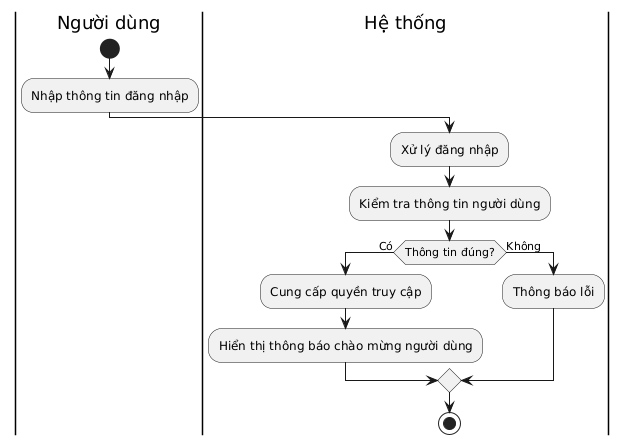 Người dùng
Hệ thống
Nhập thông tin đăng nhập
Xử lý đăng nhập
Kiểm tra thông tin người dùng
Thông tin đúng?
Có
Không
Cung cấp quyền truy cập
Thông báo lỗi
Hiển thị thông báo chào mừng người dùng